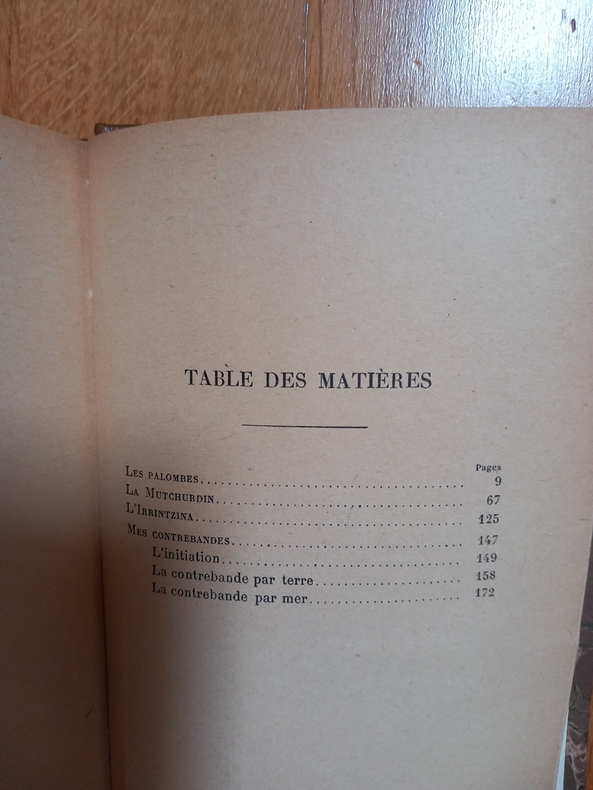 TABLE DES MATIÈRES
Pages
LES PALOMBES........................................ 9
LA MUTCHURDIN........................................ 67
L'IRRINTZINA........................................ 125
MES CONTREBANDES........................................ 147
L'initiation........................................ 149
La contrebande par terre........................ 158
La contrebande par mer........................ 172